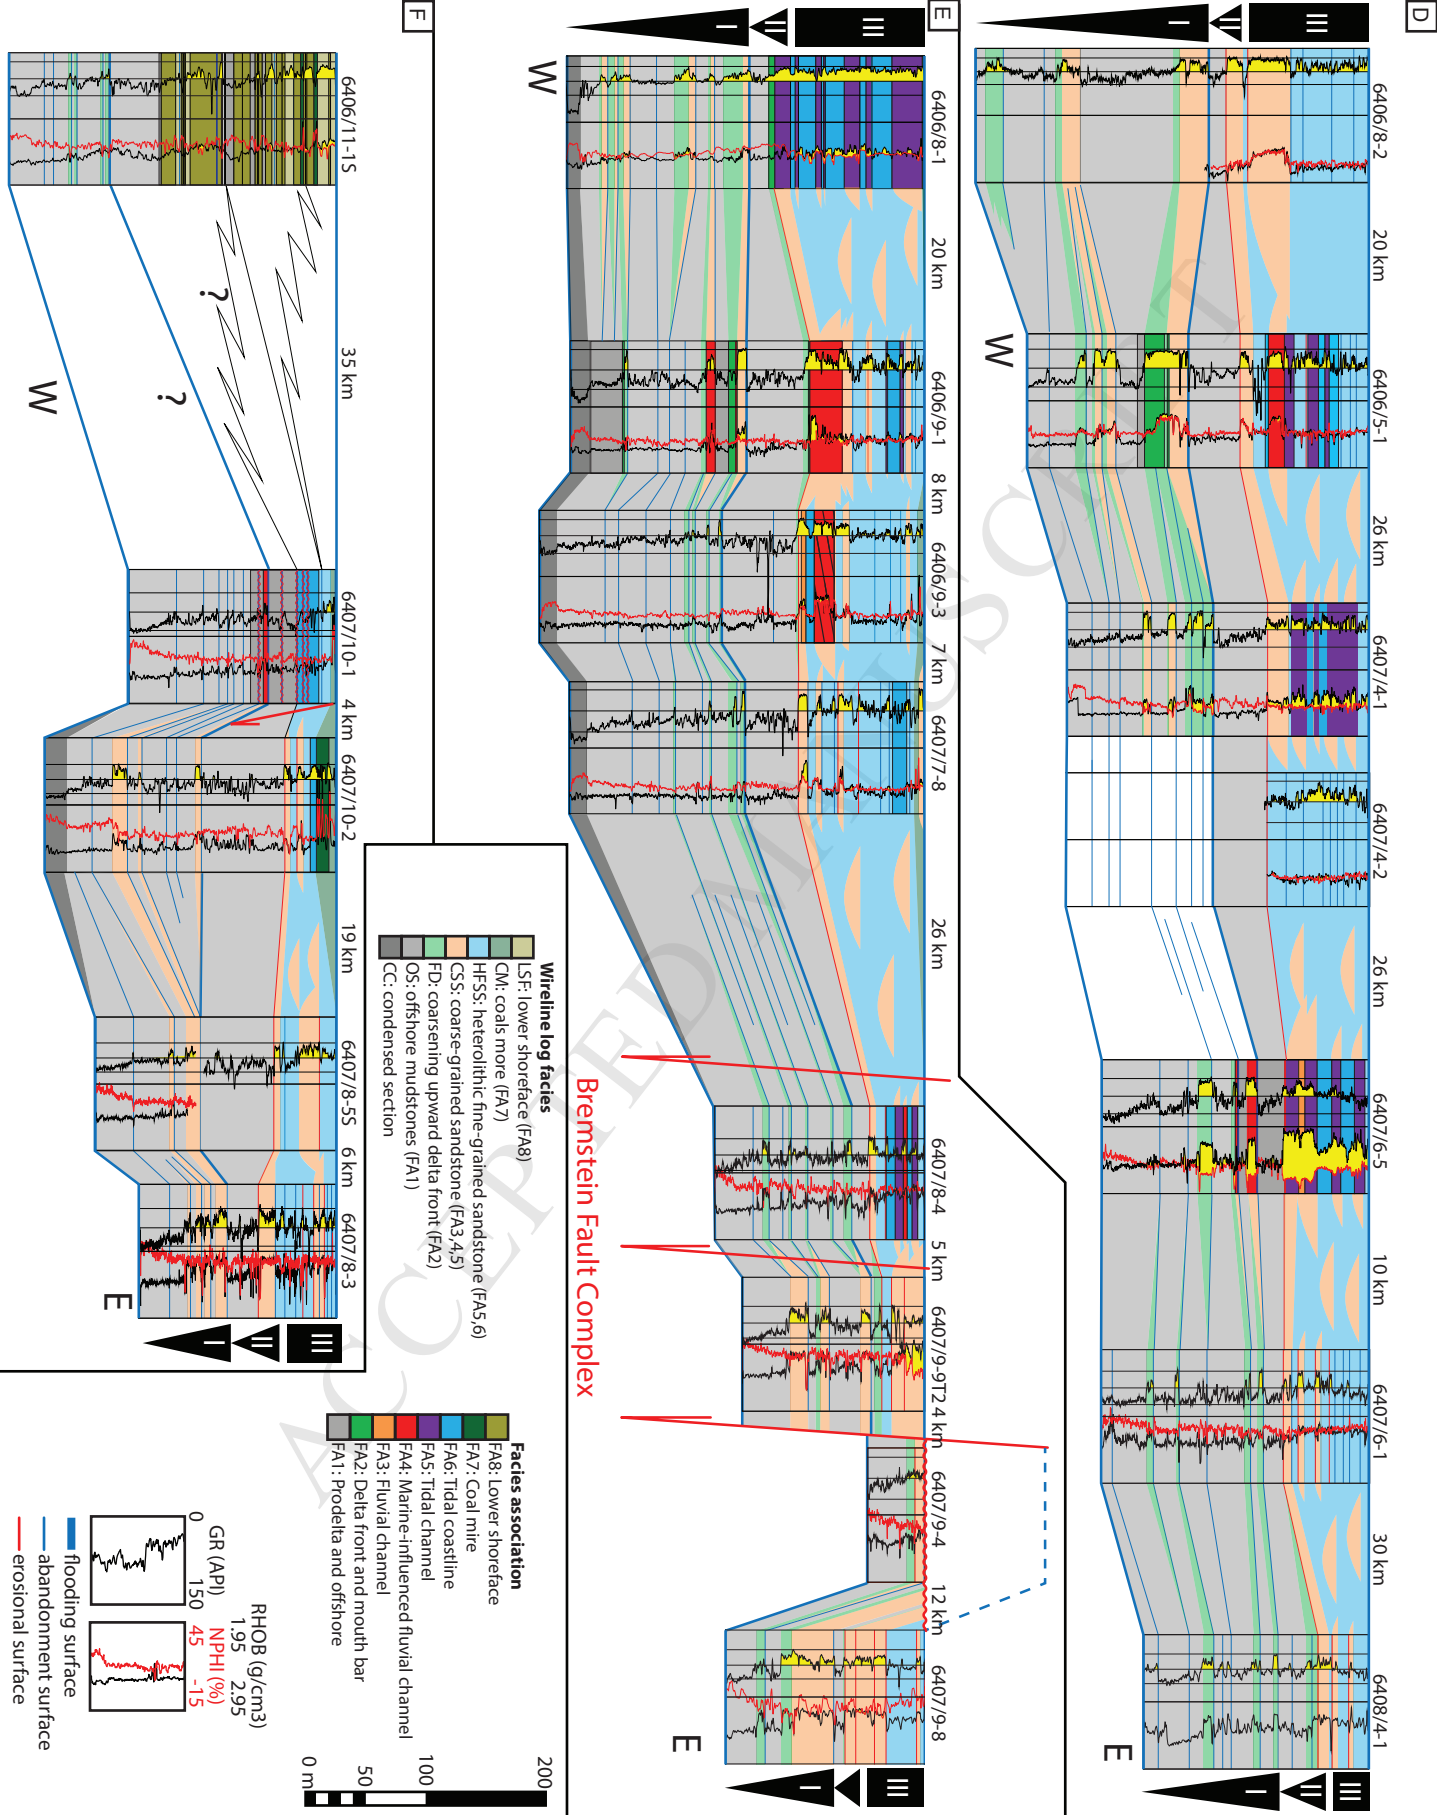 D
III
II
I
6406/8-2
20 km
W
6406/5-1
26 km
6407/4-1
6407/4-2
26 km
6407/6-5
10 km
6407/6-1
30 km
6408/4-1
E
III
II
I
E
III
II
I
W
6406/8-1
20 km
6406/9-1
8 km
6406/9-3
7 km
6407/7-8
26 km
6407/8-4
5 km
6407/9-9T2
4 km
6407/9-4
12 km
6407/9-8
E
III
I
Bremstein Fault Complex
F
6406/11-1S
35 km
W
?
?
6407/10-1
4 km
6407/10-2
19 km
6407/8-5S
6 km
6407/8-3
E
III
II
I
Wireline log facies
LSF: lower shoreface (FA8)
CM: coals more (FA7)
HFSS: heterolithic fine-grained sandstone (FA5,6)
CSS: coarse-grained sandstone (FA3,4,5)
FD: coarsening upward delta front (FA2)
OS: offshore mudstones (FA1)
CC: condensed section
Facies association
FA8: Lower shoreface
FA7: Coal mire
FA6: Tidal coastline
FA5: Tidal channel
FA4: Marine-influenced fluvial channel
FA3: Fluvial channel
FA2: Delta front and mouth bar
FA1: Prodelta and offshore
RHOB (g/cm3)
1.95 2.95
NPHI (%)
45 -15
GR (API)
0 150
flooding surface
abandonment surface
erosional surface
200
100
50
0 m
ACCEPTED MANUSCRIPT